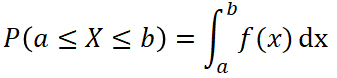 P(a ≤ X ≤ b) = ∫_a^b f(x) dx